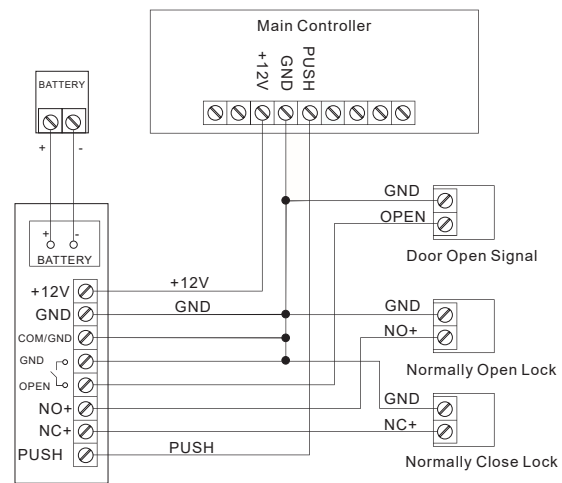 Main Controller
+12V
GND
PUSH
BATTERY
+ -
+ -
BATTERY
+12V
GND
COM/GND
GND
OPEN
NO+
NC+
PUSH
+12V
GND
PUSH
GND
OPEN
Door Open Signal
GND
NO+
Normally Open Lock
GND
NC+
Normally Close Lock